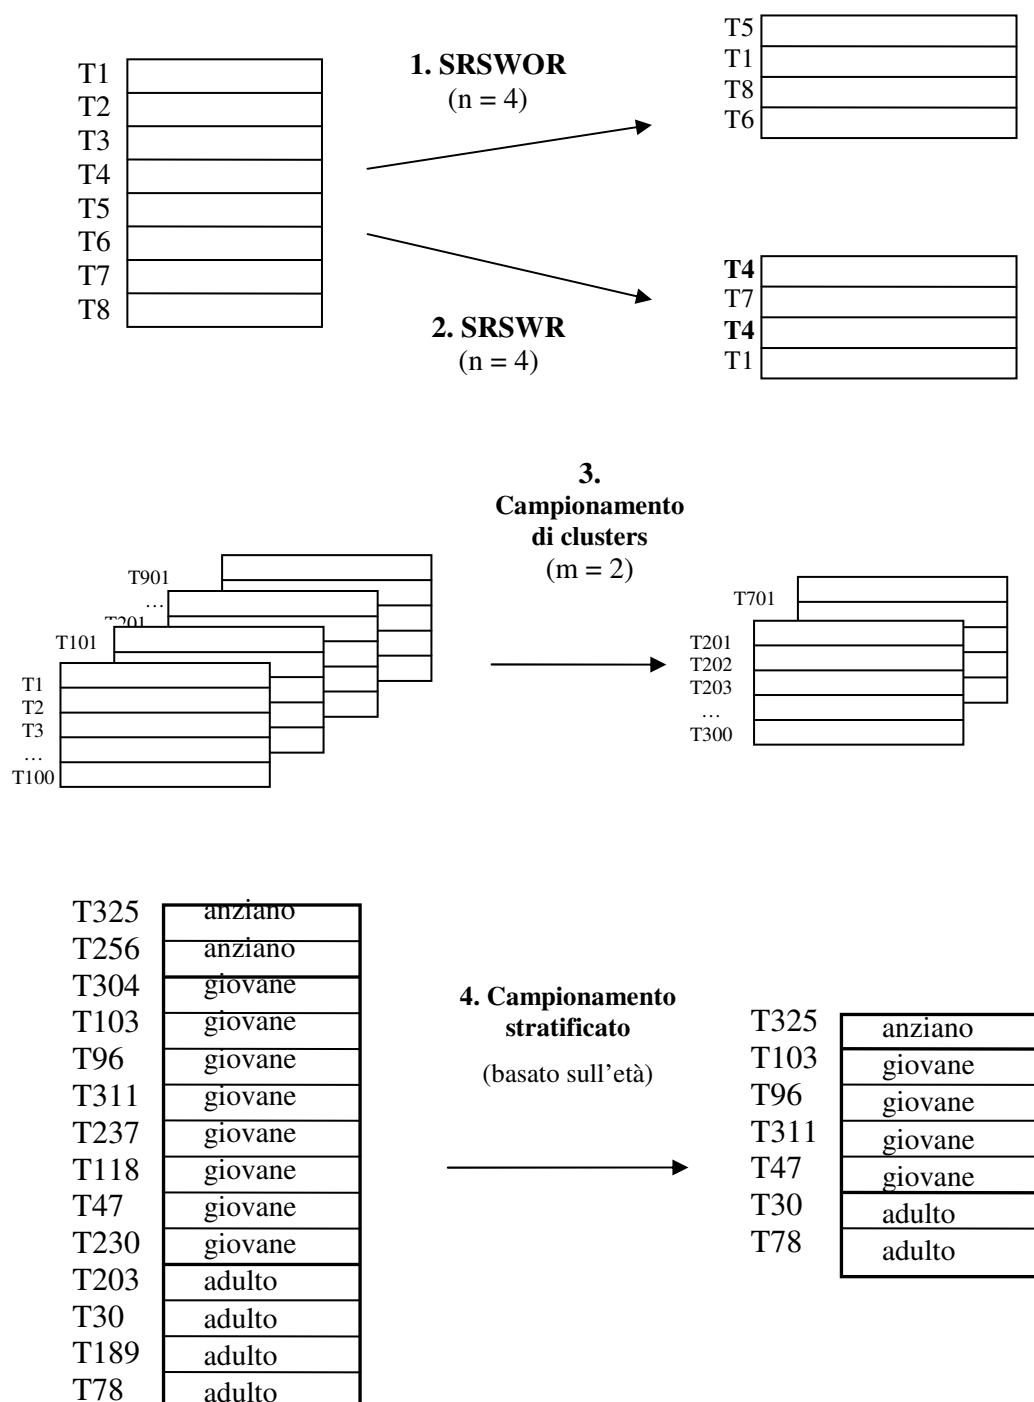 T1
T2
T3
T4
T5
T6
T7
T8
1. SRSWOR
(n = 4)
T5
T1
T8
T6
2. SRSWR
(n = 4)
T4
T7
T4
T1
3.
Campionamento
di clusters
(m = 2)
T901
…
T201
T101
T1
T2
T3
…
T100
T701
T201
T202
T203
…
T300
T325 anziano
T256 anziano
T304 giovane
T103 giovane
T96 giovane
T311 giovane
T237 giovane
T118 giovane
T47 giovane
T230 giovane
T203 adulto
T30 adulto
T189 adulto
T78 adulto
4. Campionamento
stratificato
(basato sull'età)
T325 anziano
T103 giovane
T96 giovane
T311 giovane
T47 giovane
T30 adulto
T78 adulto